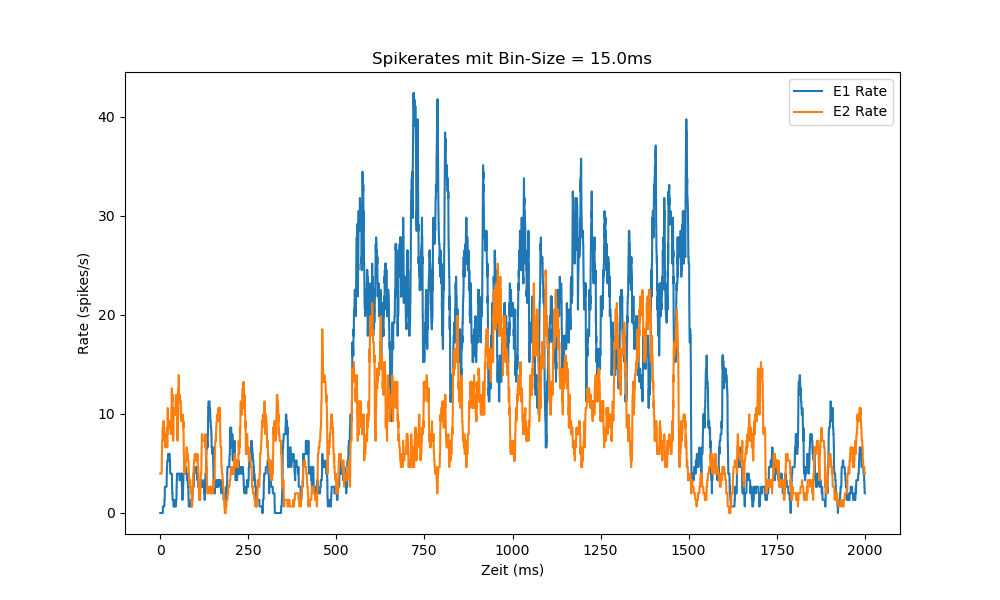 Spikerates mit Bin-Size = 15.0ms
E1 Rate
E2 Rate
40
30
20
10
0
Rate (spikes/s)
0 250 500 750 1000 1250 1500 1750 2000
Zeit (ms)